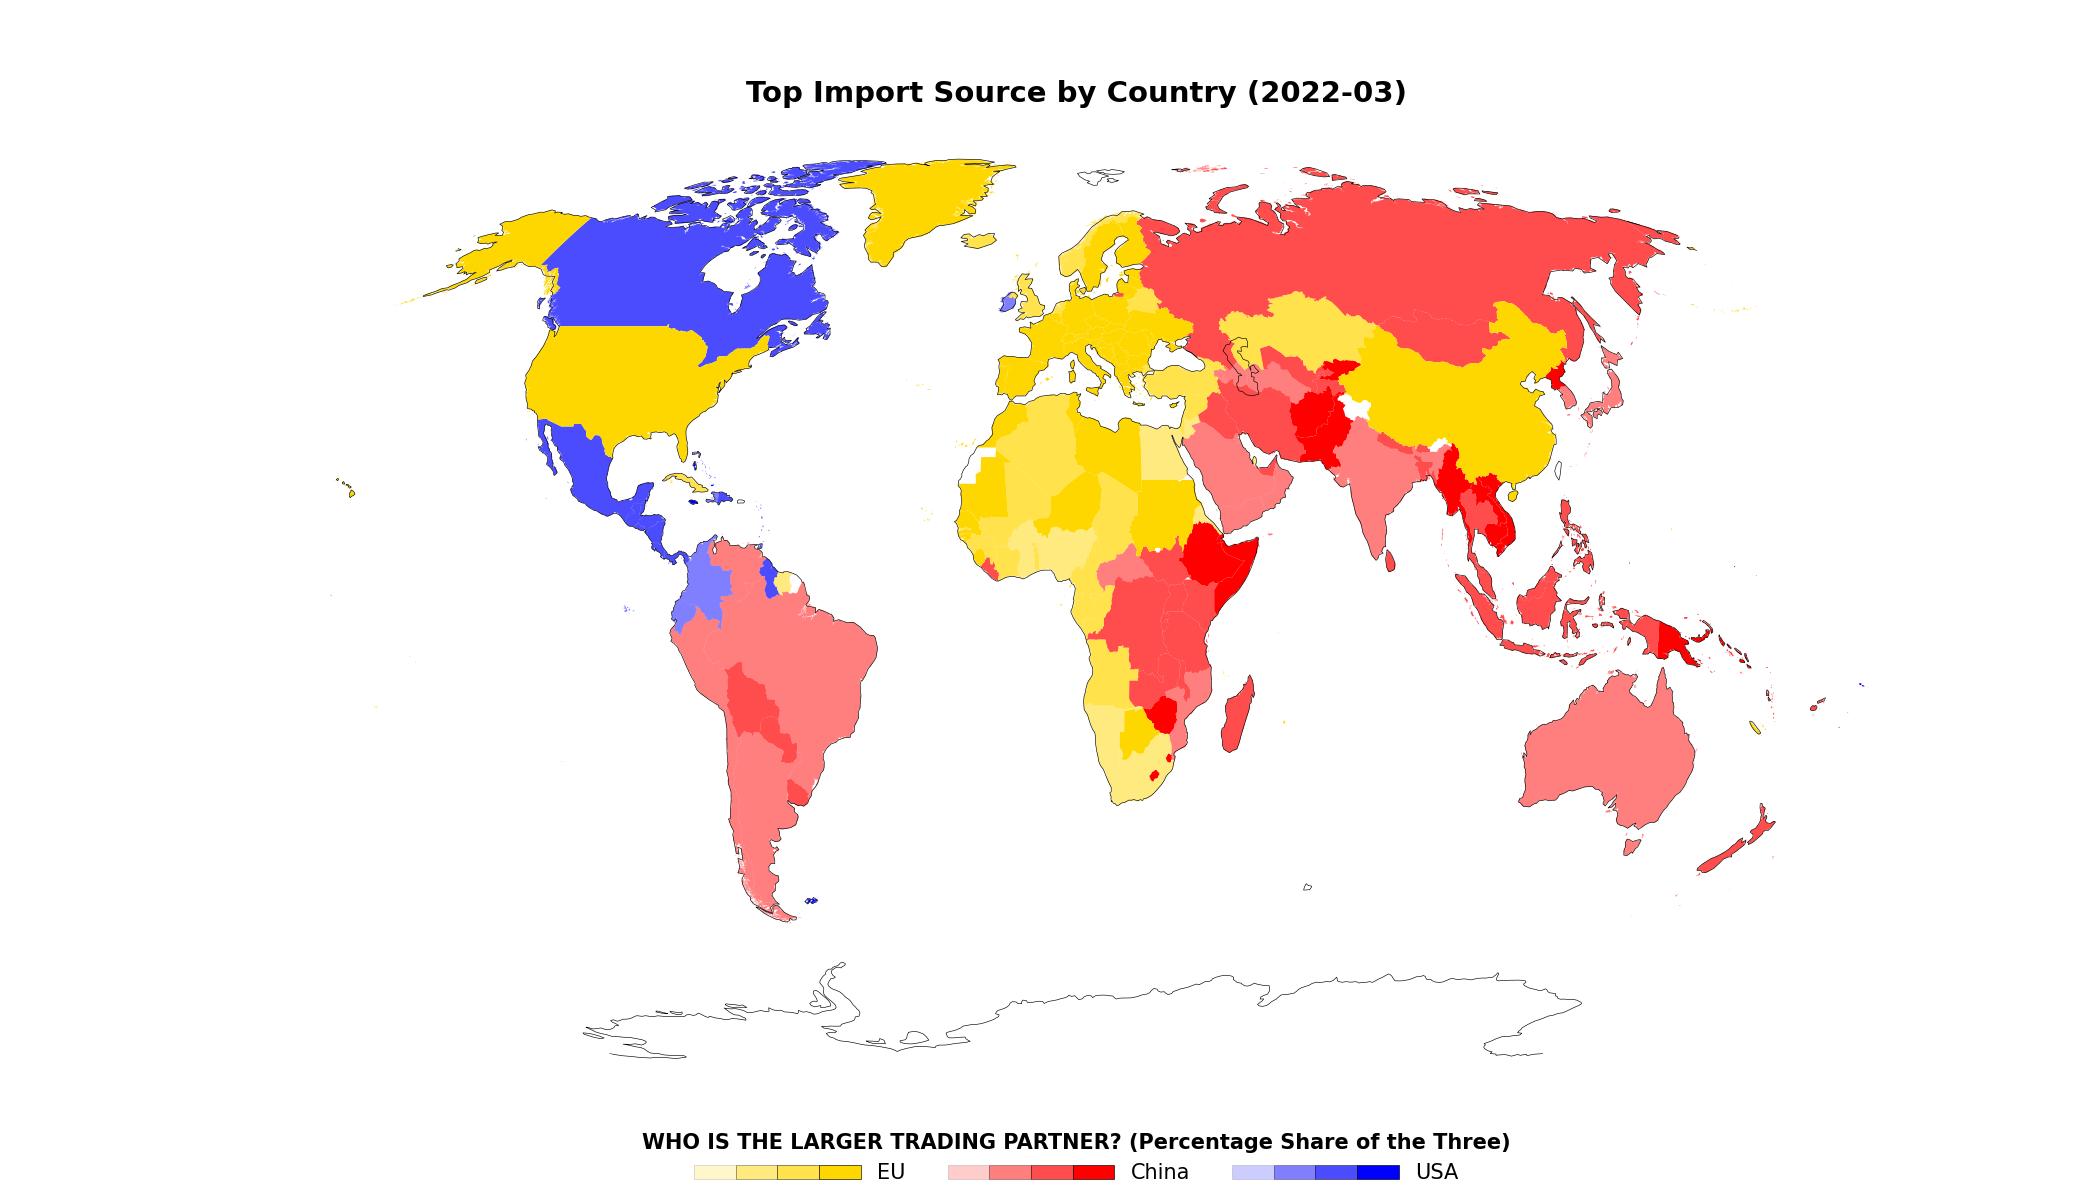 Top Import Source by Country (2022-03)
WHO IS THE LARGER TRADING PARTNER? (Percentage Share of the Three)
EU China USA